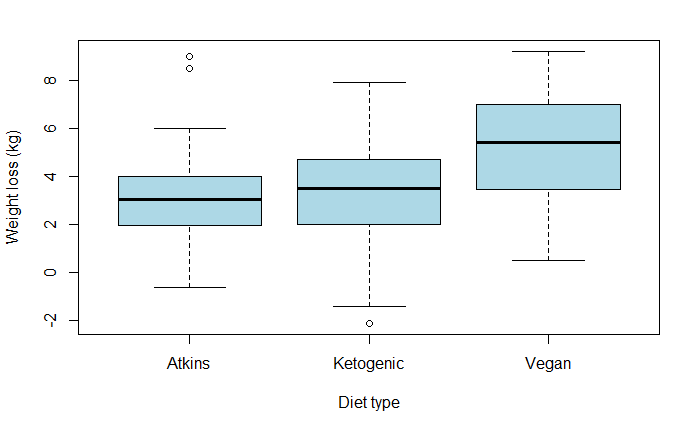 Weight loss (kg)
8
6
4
2
0
-2
Atkins Ketogenic Vegan
Diet type